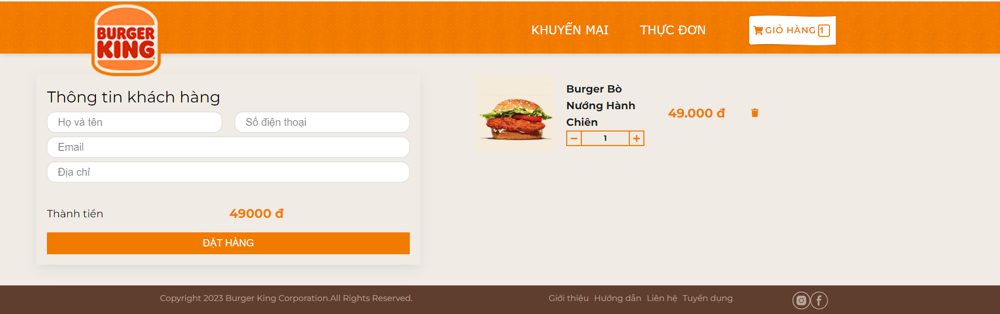 BURGER
KING
KHUYẾN MẠI
THỰC ĐƠN
GIỎ HÀNG 1
Thông tin khách hàng
Họ và tên
Số điện thoại
Email
Địa chỉ
Thành tiền
49000 đ
ĐẶT HÀNG
Burger Bò
Nướng Hành
Chiên
1
49.000 đ
Copyright 2023 Burger King Corporation.All Rights Reserved.
Giới thiệu Hướng dẫn Liên hệ Tuyển dụng